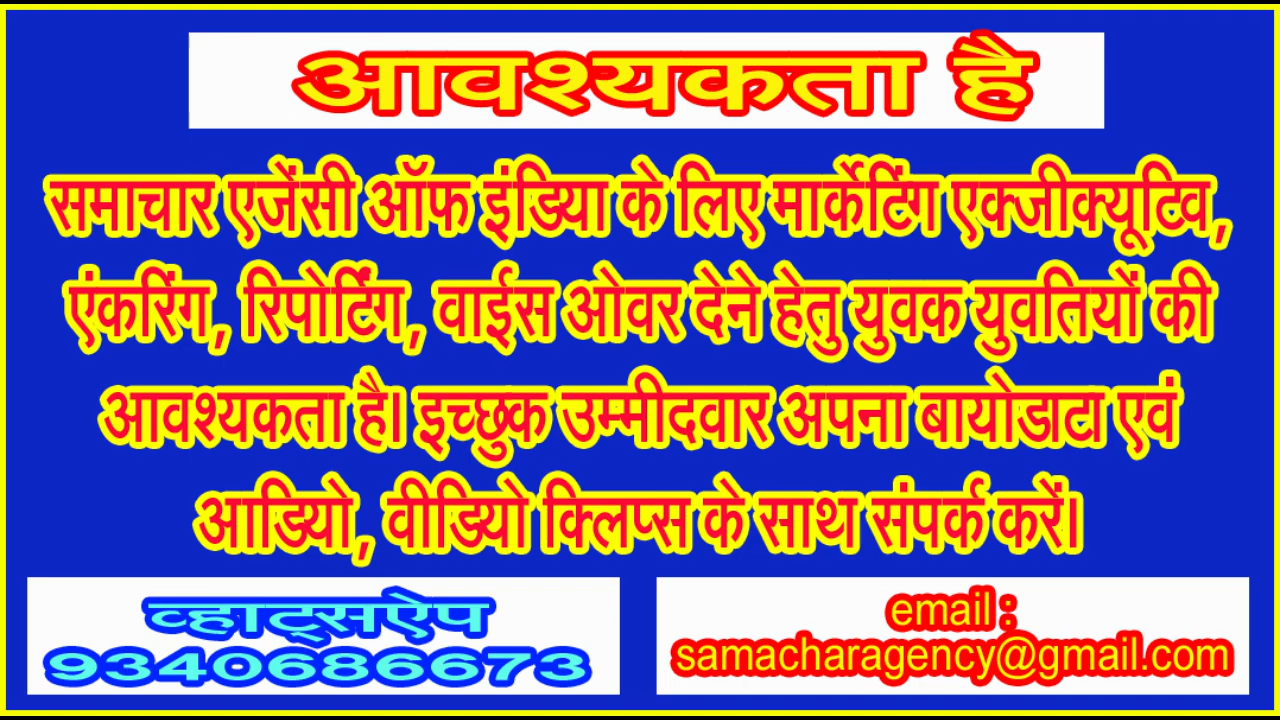 आवश्यकता है
समाचार एजेंसी ऑफ इंडिया के लिए मार्केटिंग एक्जीक्यूटिव,
एंकरिंग, रिपोर्टिंग, वाईस ओवर देने हेतु युवक युवतियों की
आवश्यकता है। इच्छुक उम्मीदवार अपना बायोडाटा एवं
आडियो, वीडियो क्लिप्स के साथ संपर्क करें।
व्हाट्सऐप
9340686673
email :
samacharagency@gmail.com